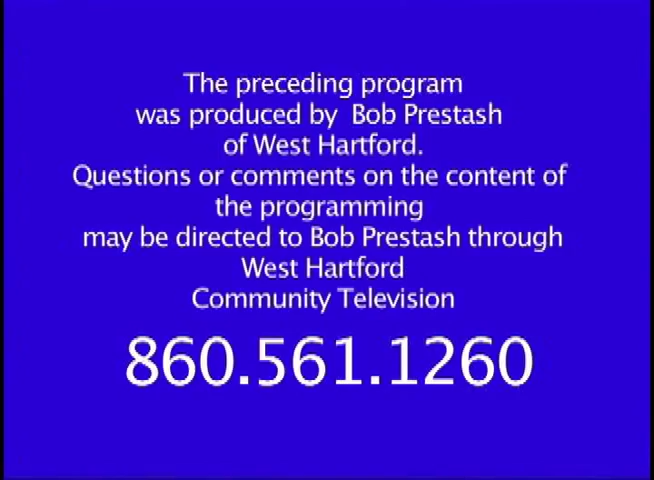 The preceding program
was produced by  Bob Prestash
of West Hartford.
Questions or comments on the content of
the programming
may be directed to Bob Prestash through
West Hartford
Community Television
860.561.1260